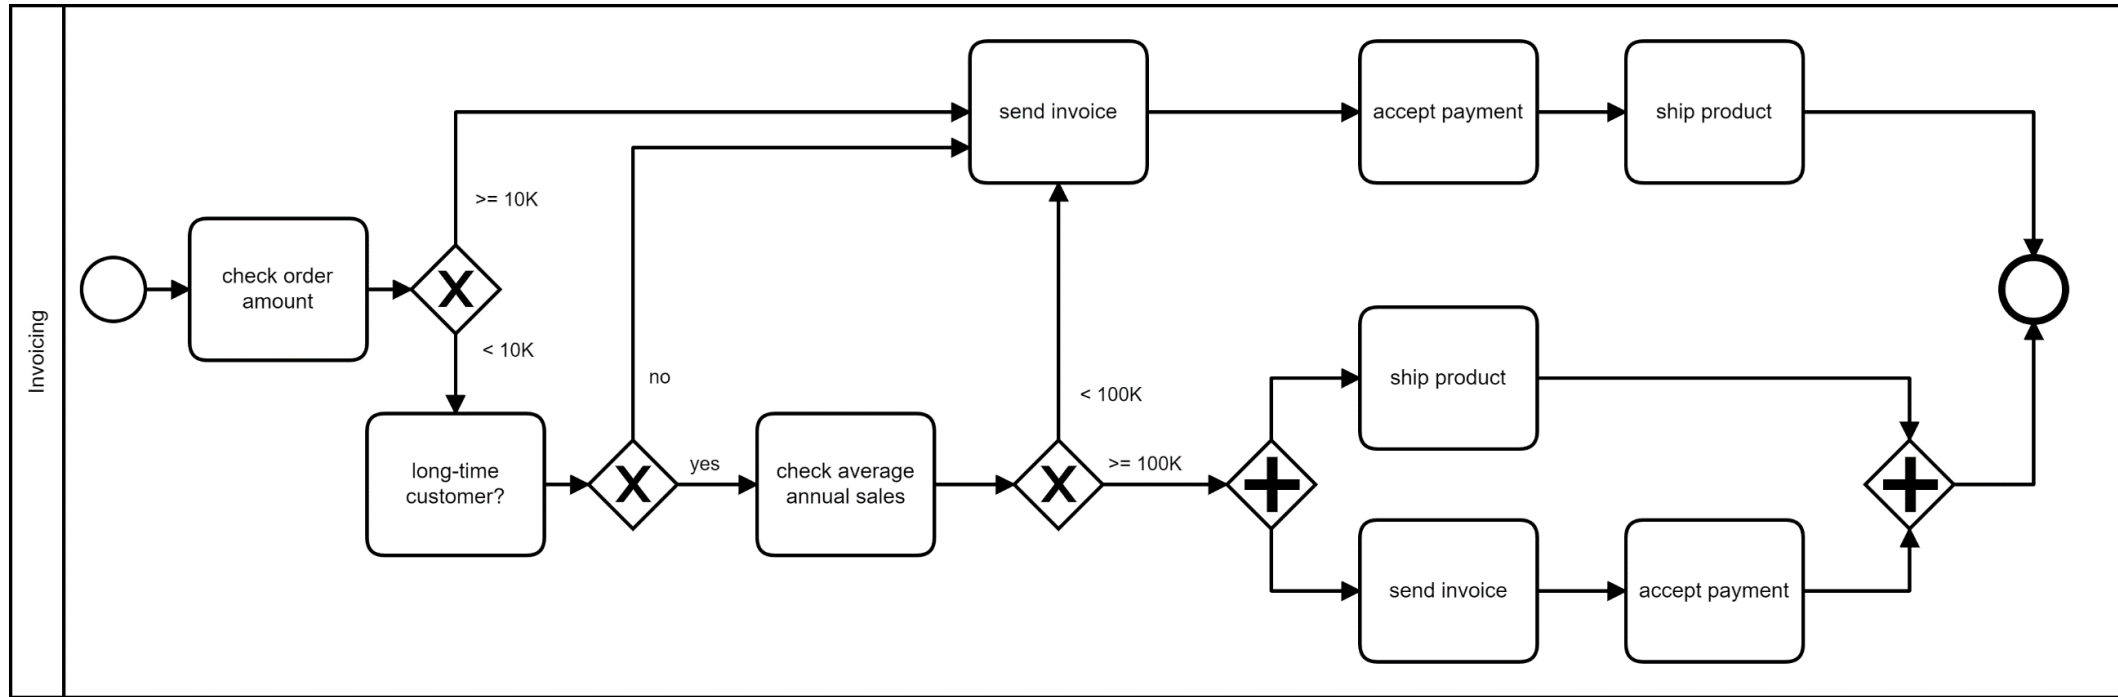 Invoicing
send invoice
accept payment
ship product
>= 10K
check order
amount
< 10K
no
< 100K
ship product
long-time
customer?
yes
check average
annual sales
>= 100K
send invoice
accept payment